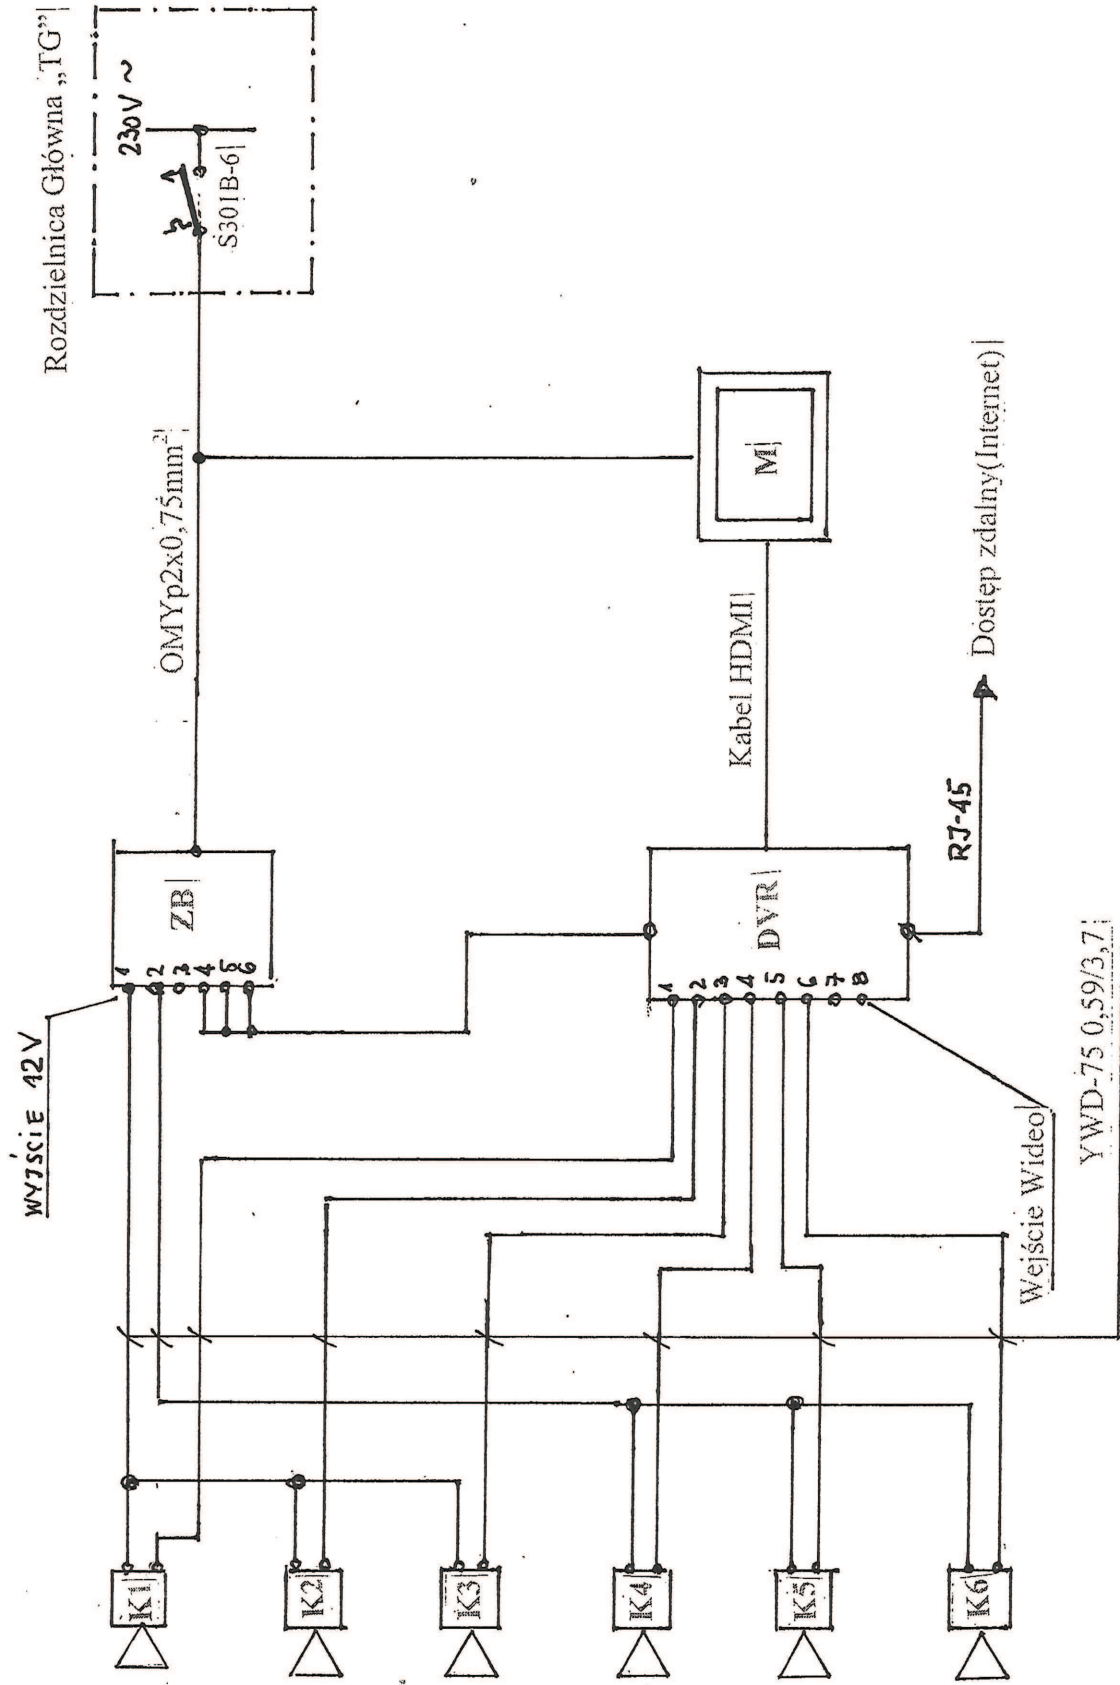 Rozdzielnica Główna „TG”
230V ~
S301B-6
OMYp2x0,75mm²
WYJŚCIE 12V
ZB
1
2
3
4
5
6
M
Kabel HDMI
DVR
1
2
3
4
5
6
7
8
RJ-45
Dostęp zdalny(Internet)
Wejście Wideo
YWD-75 0,59/3,7
K1
K2
K3
K4
K5
K6